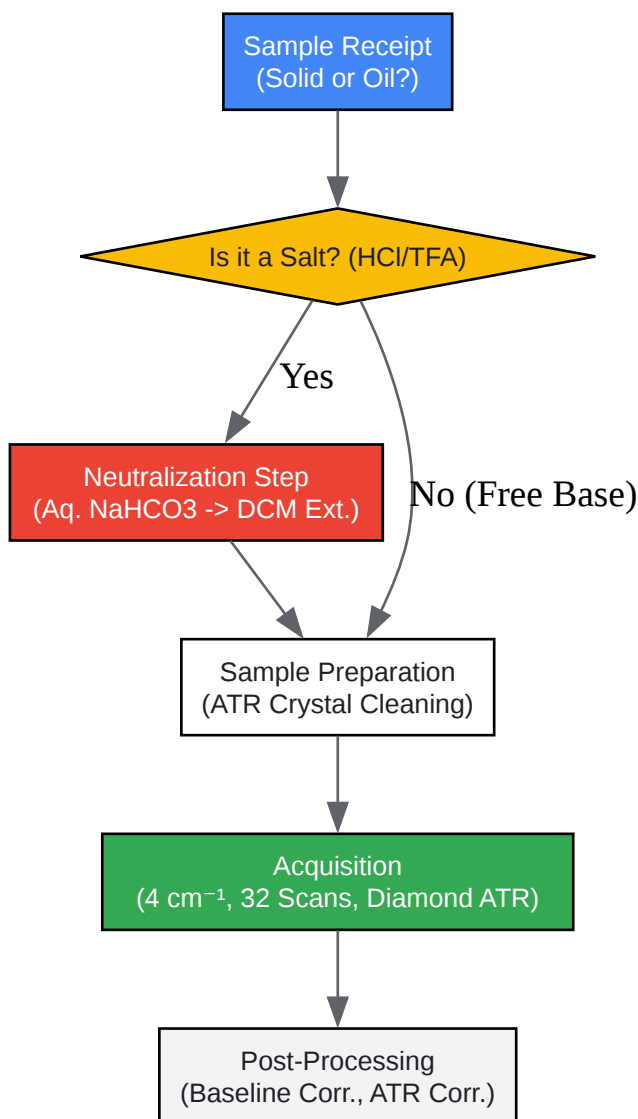 Sample Receipt
(Solid or Oil?)
Is it a Salt? (HCl/TFA)
Yes
Neutralization Step
(Aq. NaHCO3 -> DCM Ext.)
No (Free Base)
Sample Preparation
(ATR Crystal Cleaning)
Acquisition
(4 cm⁻¹, 32 Scans, Diamond ATR)
Post-Processing
(Baseline Corr., ATR Corr.)